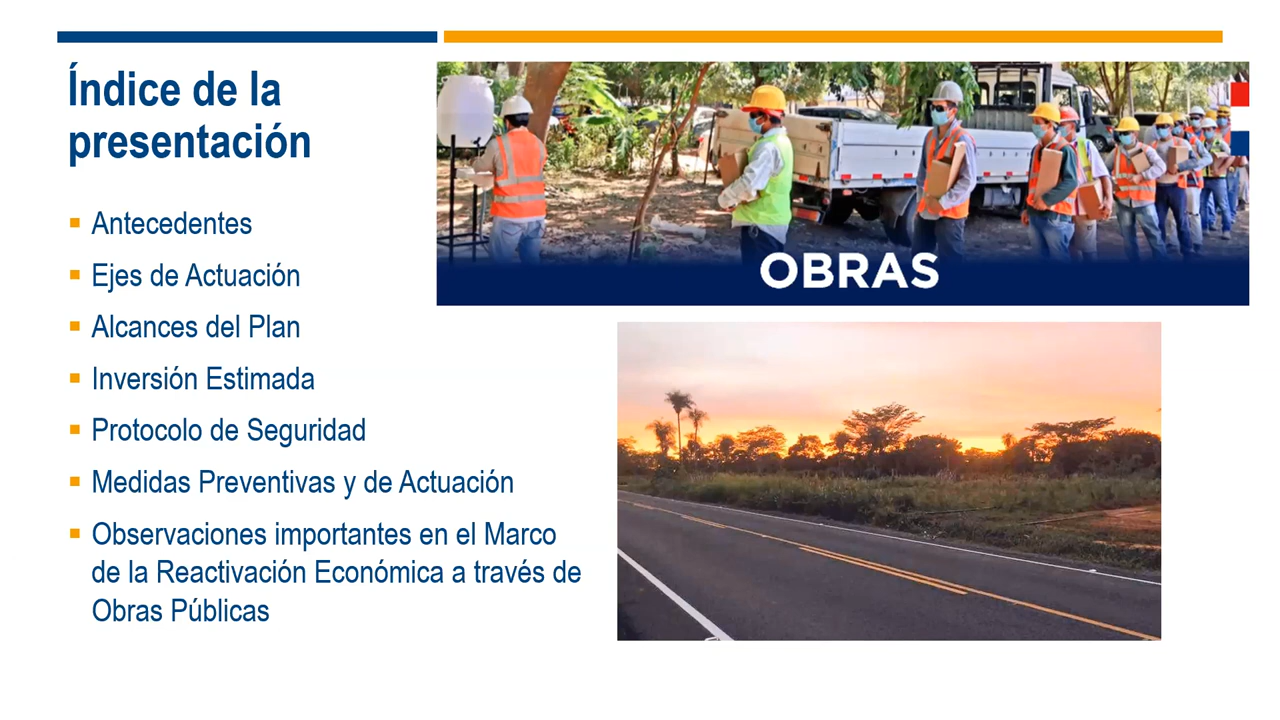 Índice de la
presentación
Antecedentes
Ejes de Actuación
Alcances del Plan
Inversión Estimada
Protocolo de Seguridad
Medidas Preventivas y de Actuación
Observaciones importantes en el Marco
de la Reactivación Económica a través de
Obras Públicas
OBRAS